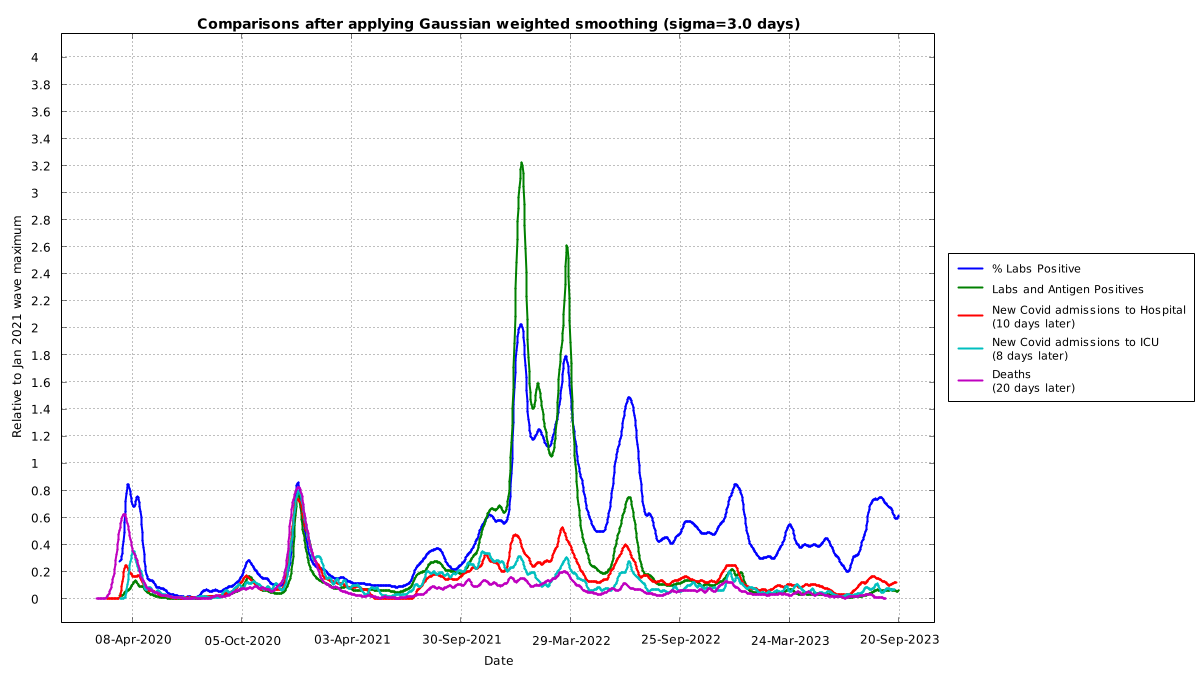 Comparisons after applying Gaussian weighted smoothing (sigma=3.0 days)
Relative to Jan 2021 wave maximum
4
3.8
3.6
3.4
3.2
3
2.8
2.6
2.4
2.2
2
1.8
1.6
1.4
1.2
1
0.8
0.6
0.4
0.2
0
08-Apr-2020 05-Oct-2020 03-Apr-2021 30-Sep-2021 29-Mar-2022 25-Sep-2022 24-Mar-2023 20-Sep-2023
Date
% Labs Positive
Labs and Antigen Positives
New Covid admissions to Hospital
(10 days later)
New Covid admissions to ICU
(8 days later)
Deaths
(20 days later)